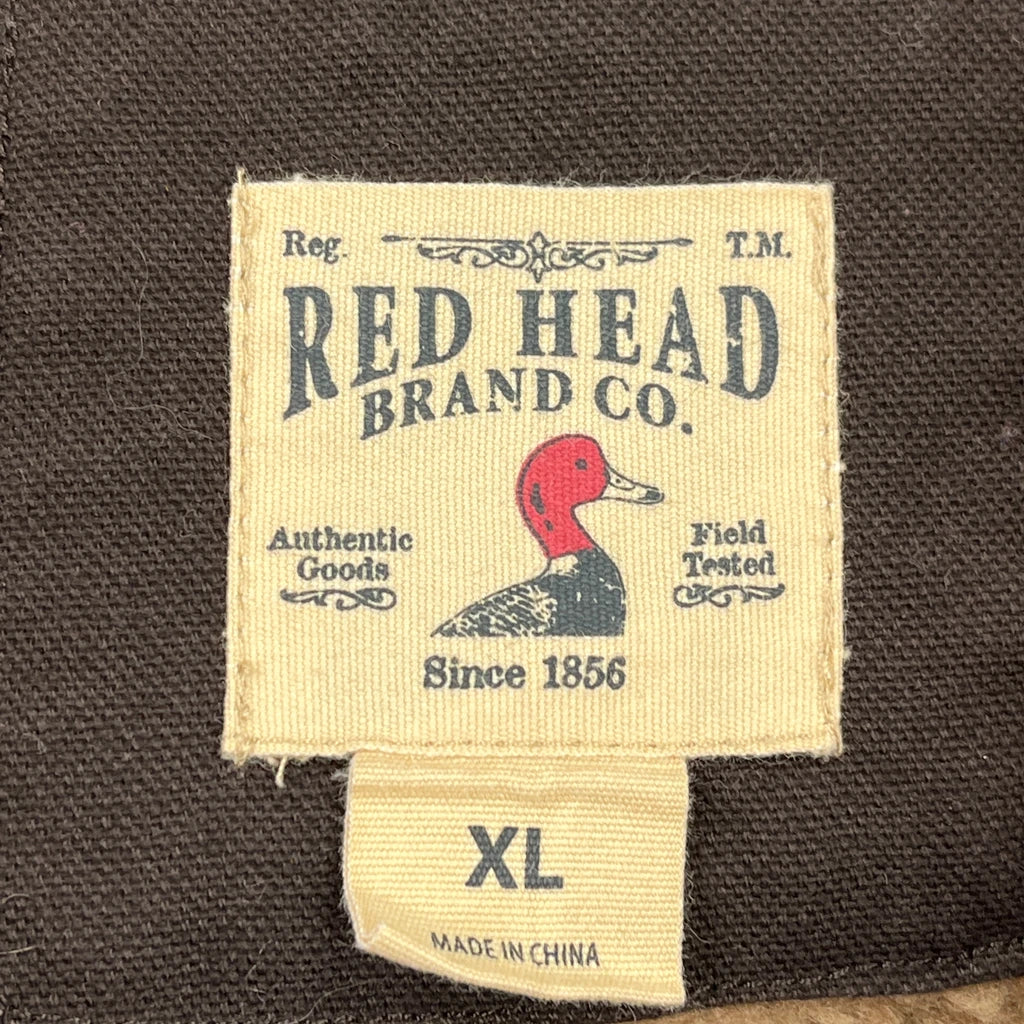 Reg. T.M.
RED HEAD
BRAND CO.
Authentic
Goods
Field
Tested
Since 1856
XL
MADE IN CHINA